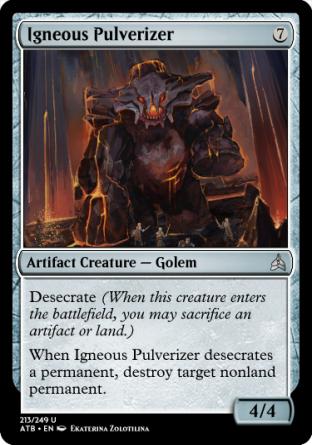 Igneous Pulverizer 7
Artifact Creature — Golem
Desecrate (When this creature enters
the battlefield, you may sacrifice an
artifact or land.)
When Igneous Pulverizer desecrates
a permanent, destroy target nonland
permanent.
4/4
213/249 U
ATB • EN Ekaterina Zolotilina